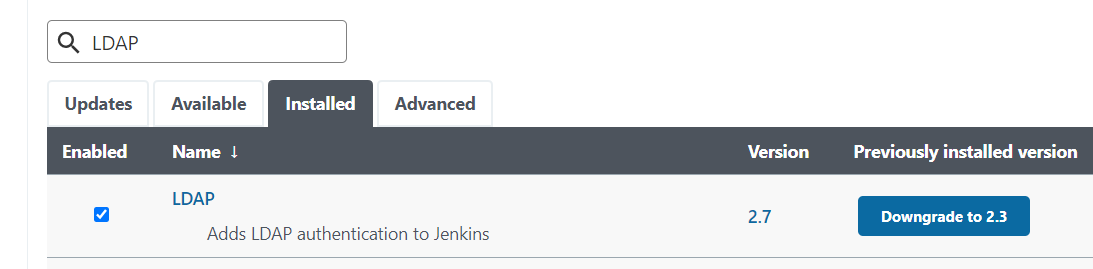 LDAP
Updates Available Installed Advanced
Enabled Name ↓ Version Previously installed version
LDAP
2.7 Downgrade to 2.3
Adds LDAP authentication to Jenkins